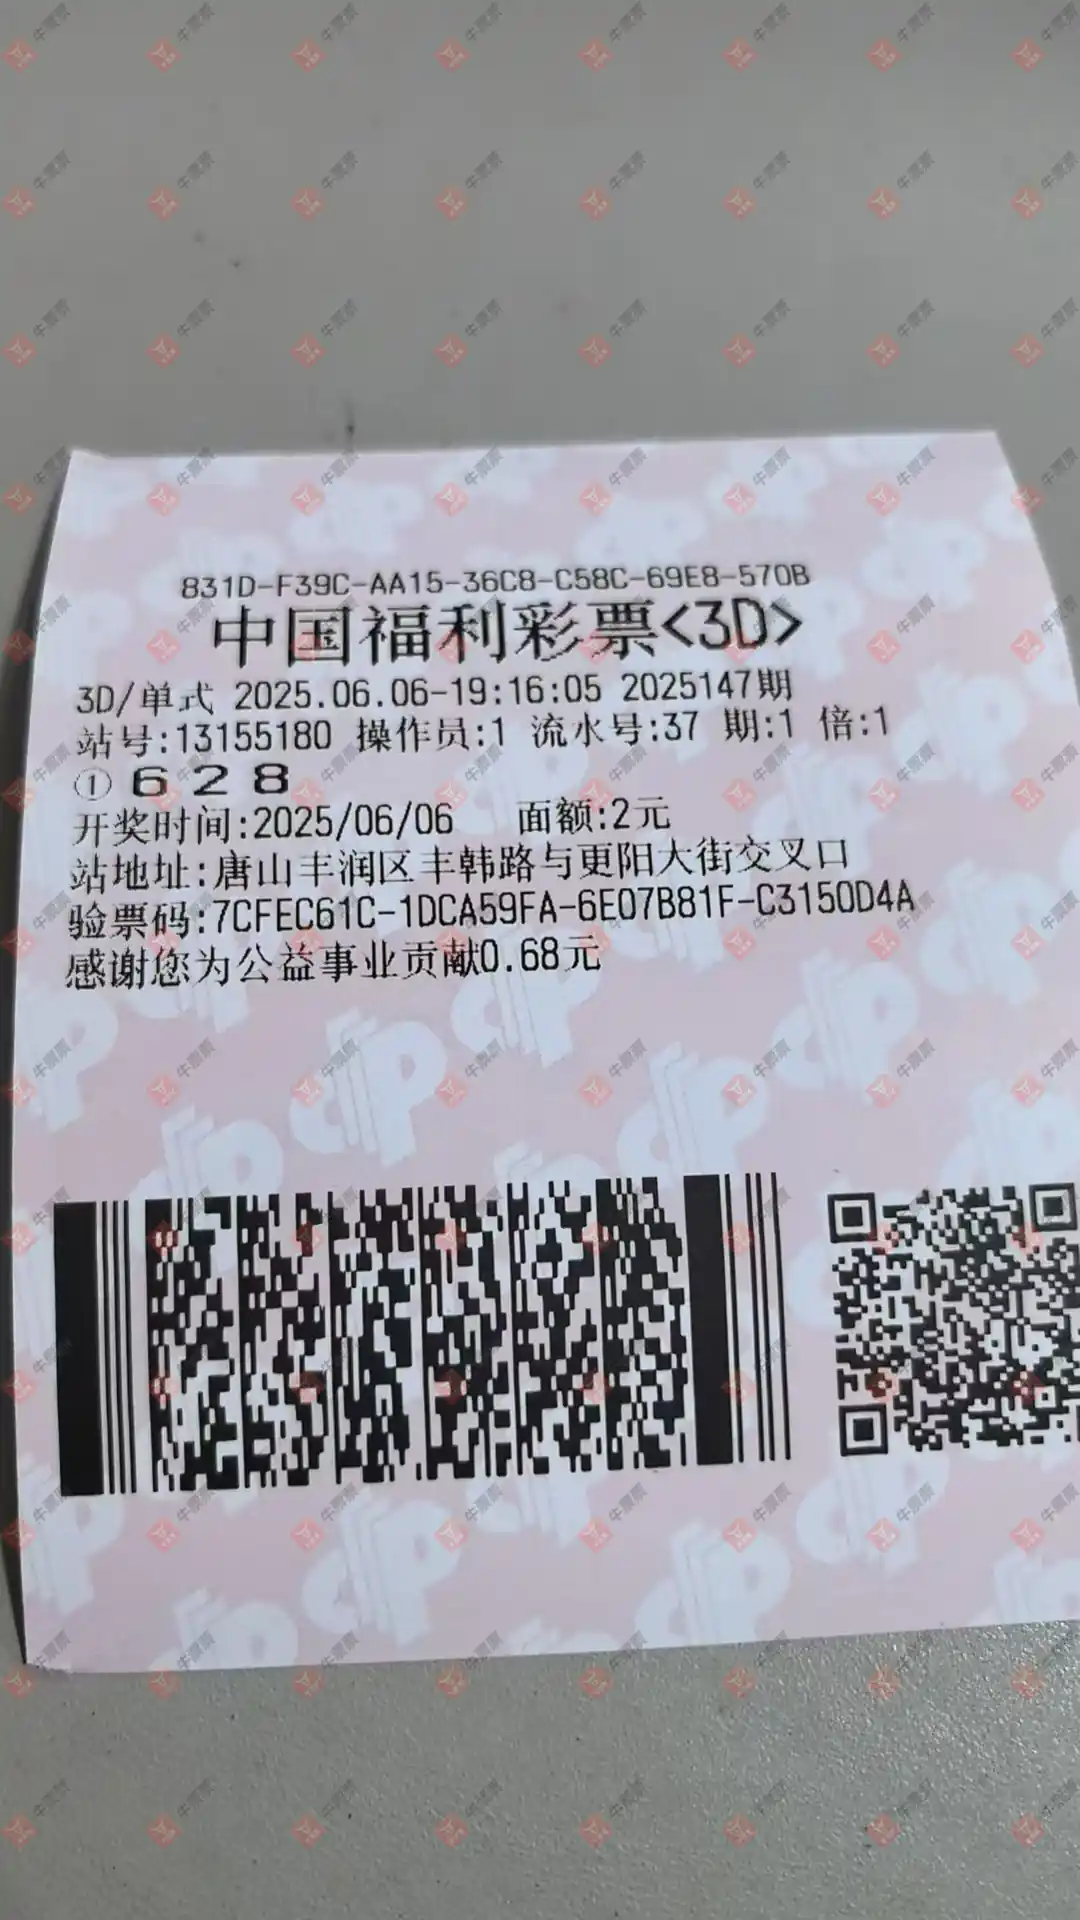 831D-F39C-AA15-36C8-C58C-69E8-570B
中国福利彩票<3D>
3D/单式 2025.06.06-19:16:05 2025147期
站号:13155180 操作员:1 流水号:37 期:1 倍:1
① 6 2 8
开奖时间:2025/06/06 面额:2元
站地址:唐山丰润区丰韩路与更阳大街交叉口
验票码:7CFEC61C-1DCA59FA-6E07B81F-C3150D4A
感谢您为公益事业贡献0.68元